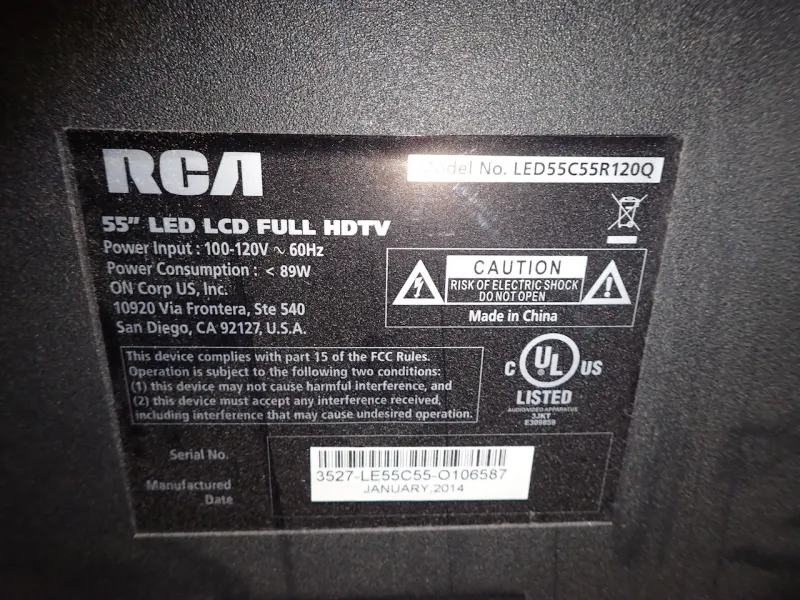 RCA
Model No. LED55C55R120Q
55" LED LCD FULL HDTV
Power Input : 100-120V ~ 60Hz
Power Consumption : < 89W
ON Corp US, Inc.
10920 Via Frontera, Ste 540
San Diego, CA 92127, U.S.A.
CAUTION
RISK OF ELECTRIC SHOCK
DO NOT OPEN
Made in China
This device complies with part 15 of the FCC Rules.
Operation is subject to the following two conditions:
(1) this device may not cause harmful interference, and
(2) this device must accept any interference received,
including interference that may cause undesired operation.
C UL US
LISTED
AUDIO/VIDEO APPARATUS
3JKT
E309859
Serial No.
3527-LE55C55-O106587
Manufactured
Date
JANUARY,2014